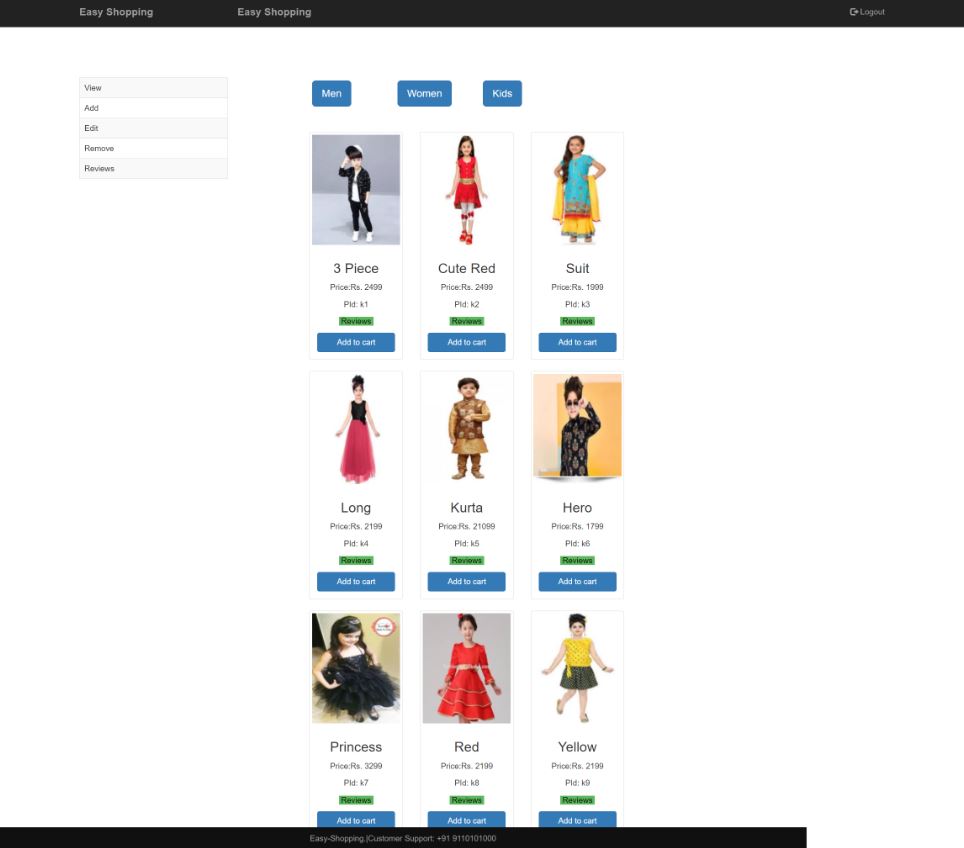 Easy Shopping Easy Shopping Logout
View
Add
Edit
Remove
Reviews
Men Women Kids
3 Piece Cute Red Suit
Price:Rs. 2499 Price:Rs. 2499 Price:Rs. 1999
PId: k1 PId: k2 PId: k3
Reviews Reviews Reviews
Add to cart Add to cart Add to cart
Long Kurta Hero
Price:Rs. 2199 Price:Rs. 21099 Price:Rs. 1799
PId: k4 PId: k5 PId: k6
Reviews Reviews Reviews
Add to cart Add to cart Add to cart
Princess Red Yellow
Price:Rs. 3299 Price:Rs. 2199 Price:Rs. 2199
PId: k7 PId: k8 PId: k9
Reviews Reviews Reviews
Add to cart Add to cart Add to cart
Easy-Shopping.|Customer Support: +91 9110101000